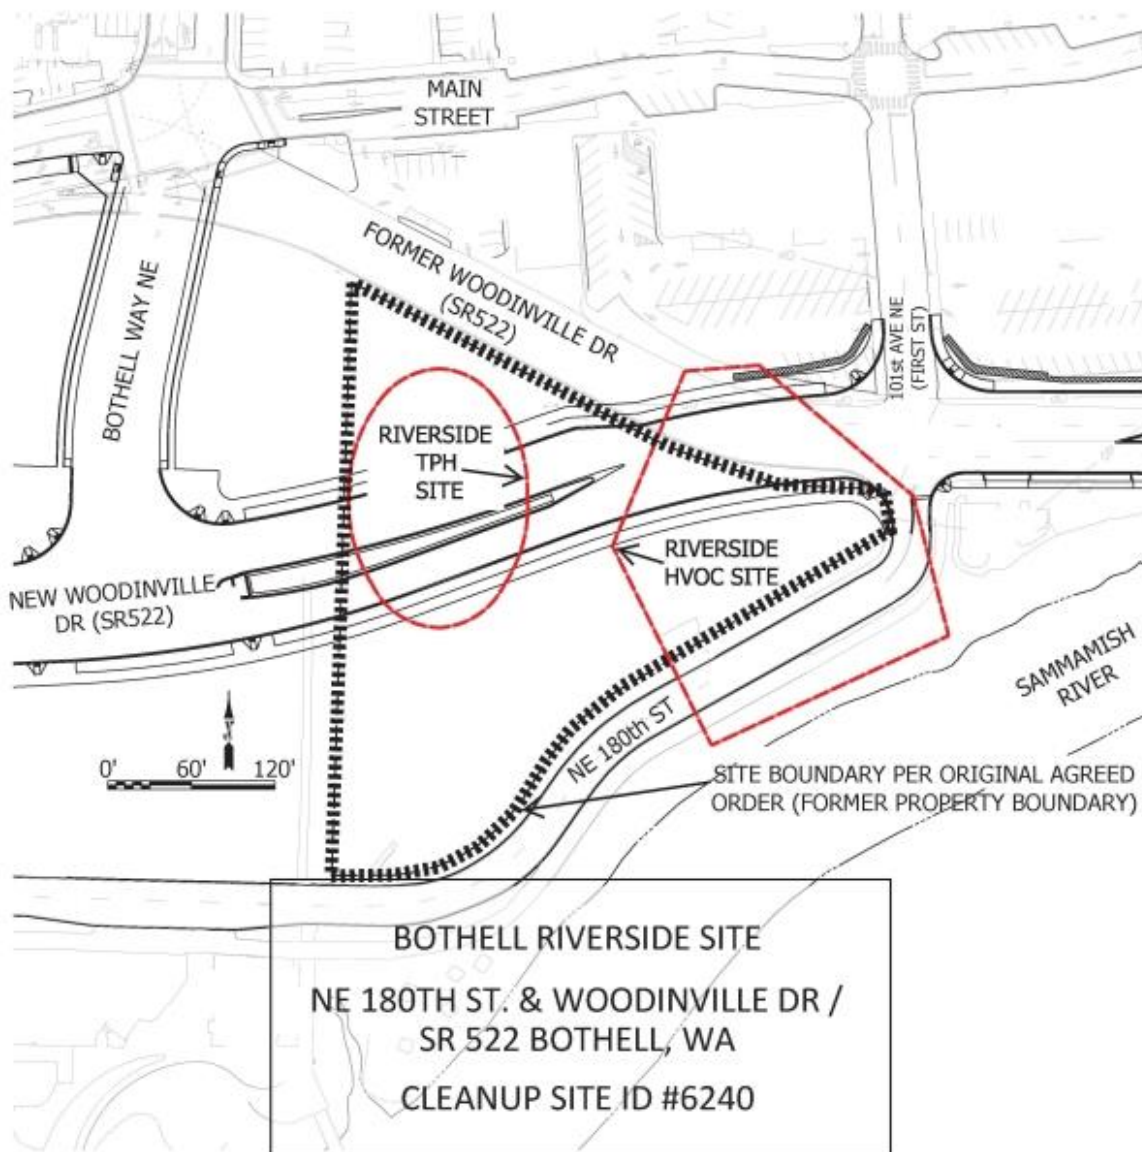 MAIN
STREET
FORMER WOODINVILLE DR
(SR522)
BOTHELL WAY NE
101st AVE NE
(FIRST ST)
RIVERSIDE
TPH
SITE
RIVERSIDE
HVOC SITE
NEW WOODINVILLE
DR (SR522)
SAMMAMISH
RIVER
NE 180th ST
0' 60' 120'
SITE BOUNDARY PER ORIGINAL AGREED
ORDER (FORMER PROPERTY BOUNDARY)
BOTHELL RIVERSIDE SITE
NE 180TH ST. & WOODINVILLE DR /
SR 522 BOTHELL, WA
CLEANUP SITE ID #6240